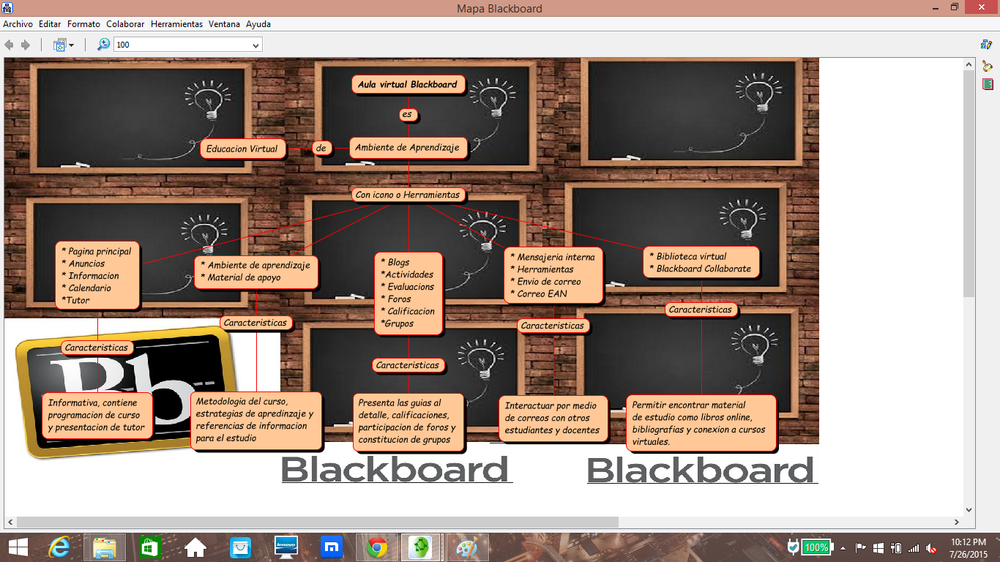 Mapa Blackboard
Archivo Editar Formato Colaborar Herramientas Ventana Ayuda
100
Aula virtual Blackboard
es
Educacion Virtual
de
Ambiente de Aprendizaje
Con icono o Herramientas
* Pagina principal
* Anuncios
* Informacion
* Calendario
*Tutor
* Ambiente de aprendizaje
* Material de apoyo
* Blogs
*Actividades
* Evaluacions
* Foros
* Calificacion
*Grupos
* Mensajeria interna
* Herramientas
* Envio de correo
* Correo EAN
* Biblioteca virtual
* Blackboard Collaborate
Caracteristicas
Caracteristicas
Caracteristicas
Caracteristicas
Caracteristicas
Bb
Informativa, contiene
programacion de curso
y presentacion de tutor
Metodologia del curso,
estrategias de apredinzaje y
referencias de informacion
para el estudio
Presenta las guias al
detalle, calificaciones,
participacion de foros y
constitucion de grupos
Interactuar por medio
de correos con otros
estudiantes y docentes
Permitir encontrar material
de estudio como libros online,
bibliografias y conexion a cursos
virtuales.
Blackboard
Blackboard
lenovo
100%
10:12 PM
7/26/2015